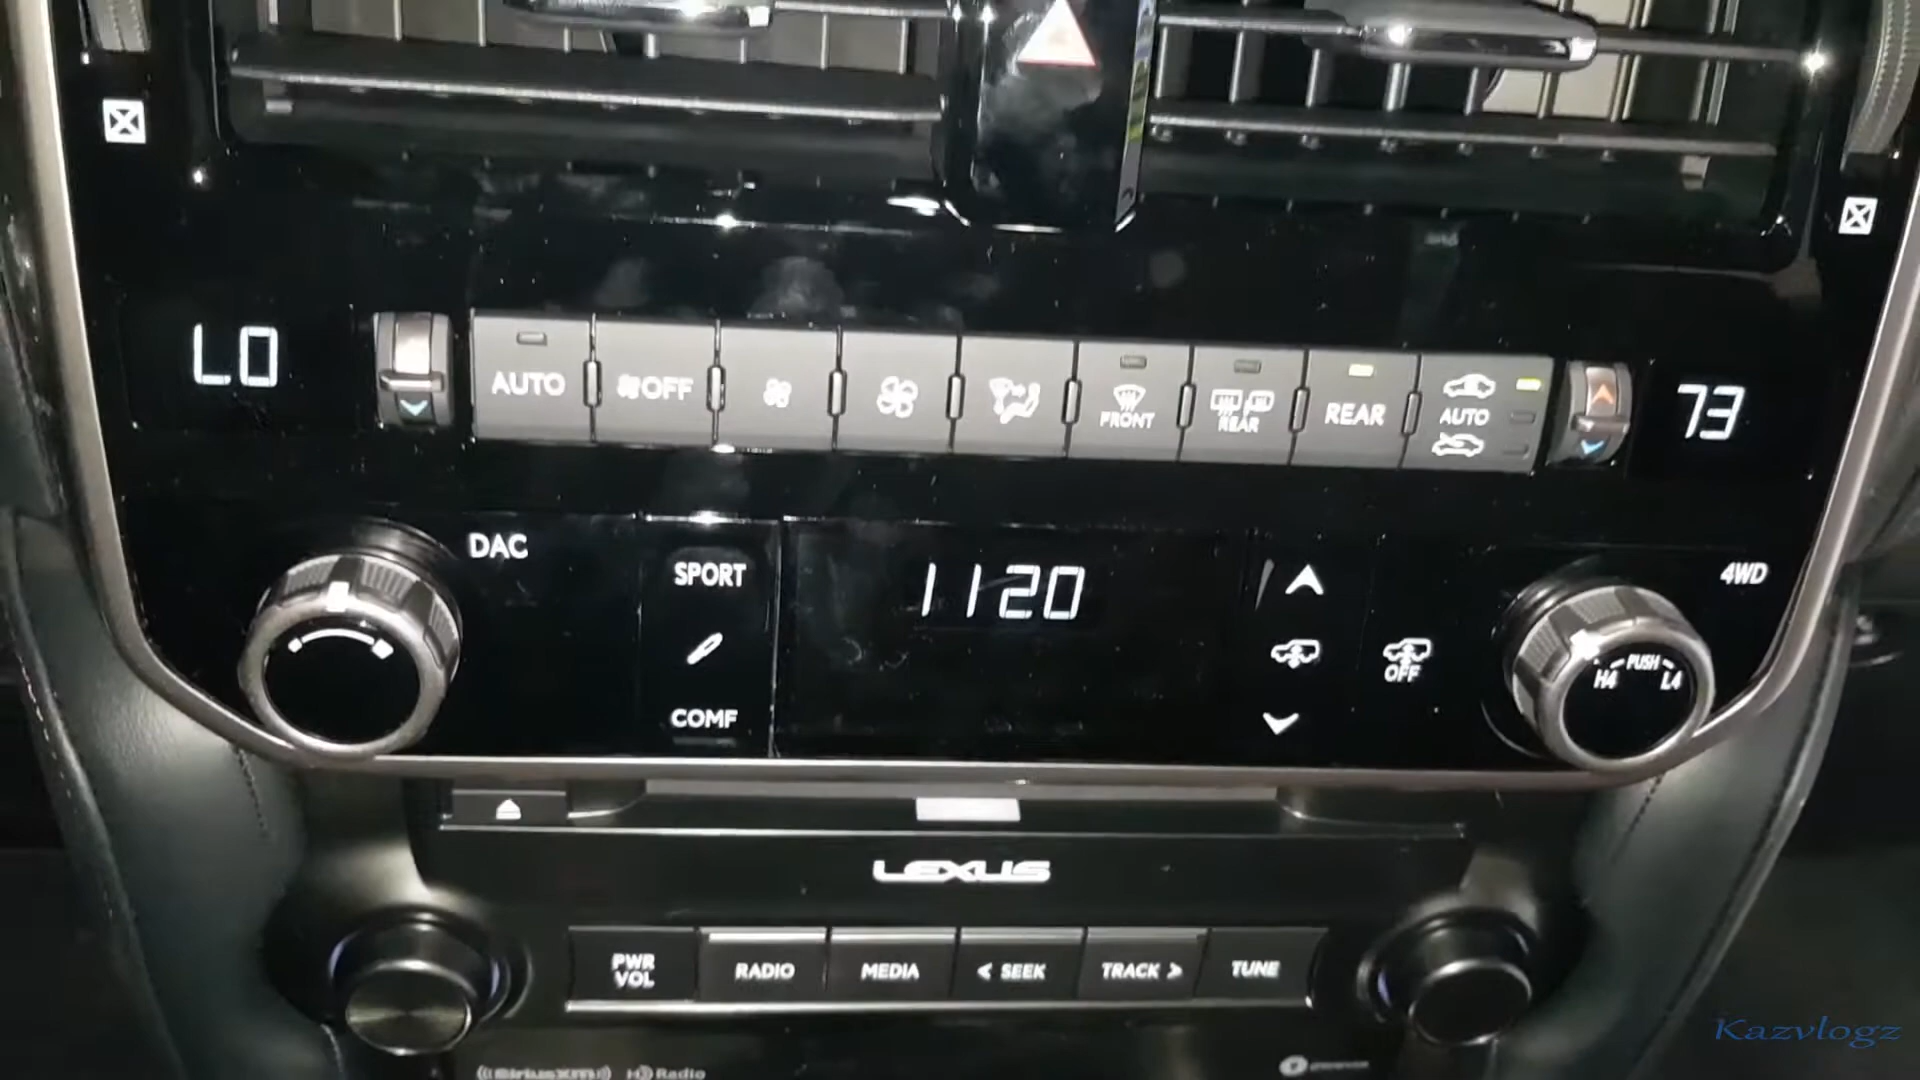 LO
AUTO
OFF
FRONT
REAR
REAR
AUTO
73
DAC
SPORT
1120
4WD
OFF
PUSH
H4
L4
COMF
LEXUS
PWR
VOL
RADIO
MEDIA
< SEEK
TRACK >
TUNE
Kazvlogz
((SiriusXM))
HD Radio